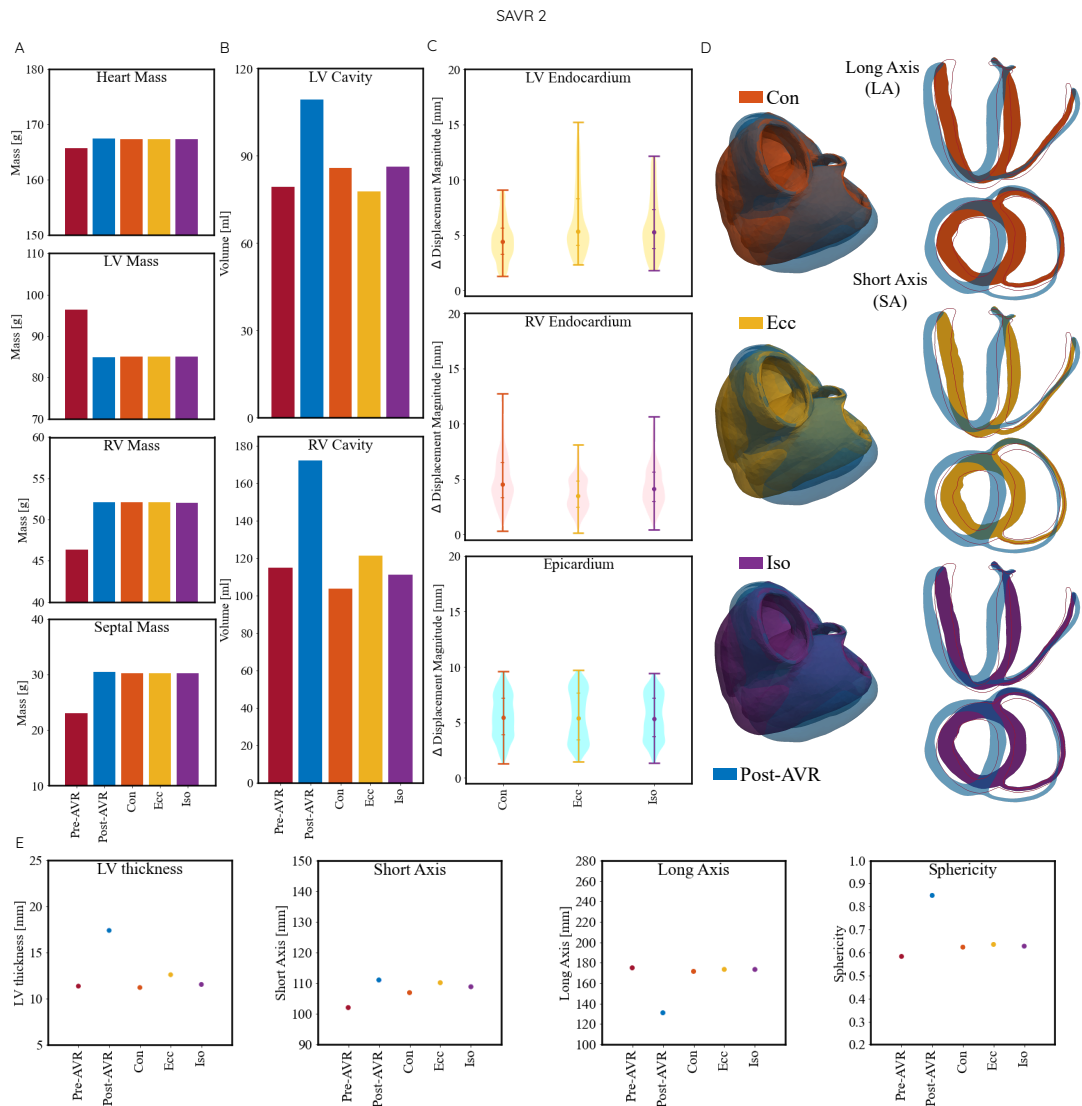 SAVR 2
A
Heart Mass
Mass [g]
180
170
160
150
LV Mass
Mass [g]
110
100
90
80
70
RV Mass
Mass [g]
60
55
50
45
40
Septal Mass
Mass [g]
40
30
20
10
Pre-AVR
Post-AVR
Con
Ecc
Iso
B
LV Cavity
Volume [ml]
120
90
60
30
0
RV Cavity
Volume [ml]
180
160
140
120
100
80
60
40
20
0
Pre-AVR
Post-AVR
Con
Ecc
Iso
C
LV Endocardium
Δ Displacement Magnitude [mm]
20
15
10
5
0
RV Endocardium
Δ Displacement Magnitude [mm]
20
15
10
5
0
Epicardium
Δ Displacement Magnitude [mm]
20
15
10
5
0
Con
Ecc
Iso
D
Con
Long Axis
(LA)
Short Axis
(SA)
Ecc
Iso
Post-AVR
E
LV thickness
LV thickness [mm]
25
20
15
10
5
Pre-AVR
Post-AVR
Con
Ecc
Iso
Short Axis
Short Axis [mm]
150
140
130
120
110
100
90
Pre-AVR
Post-AVR
Con
Ecc
Iso
Long Axis
Long Axis [mm]
280
260
240
220
200
180
160
140
120
100
Pre-AVR
Post-AVR
Con
Ecc
Iso
Sphericity
Sphericity
1.0
0.9
0.8
0.7
0.6
0.5
0.4
0.3
0.2
Pre-AVR
Post-AVR
Con
Ecc
Iso